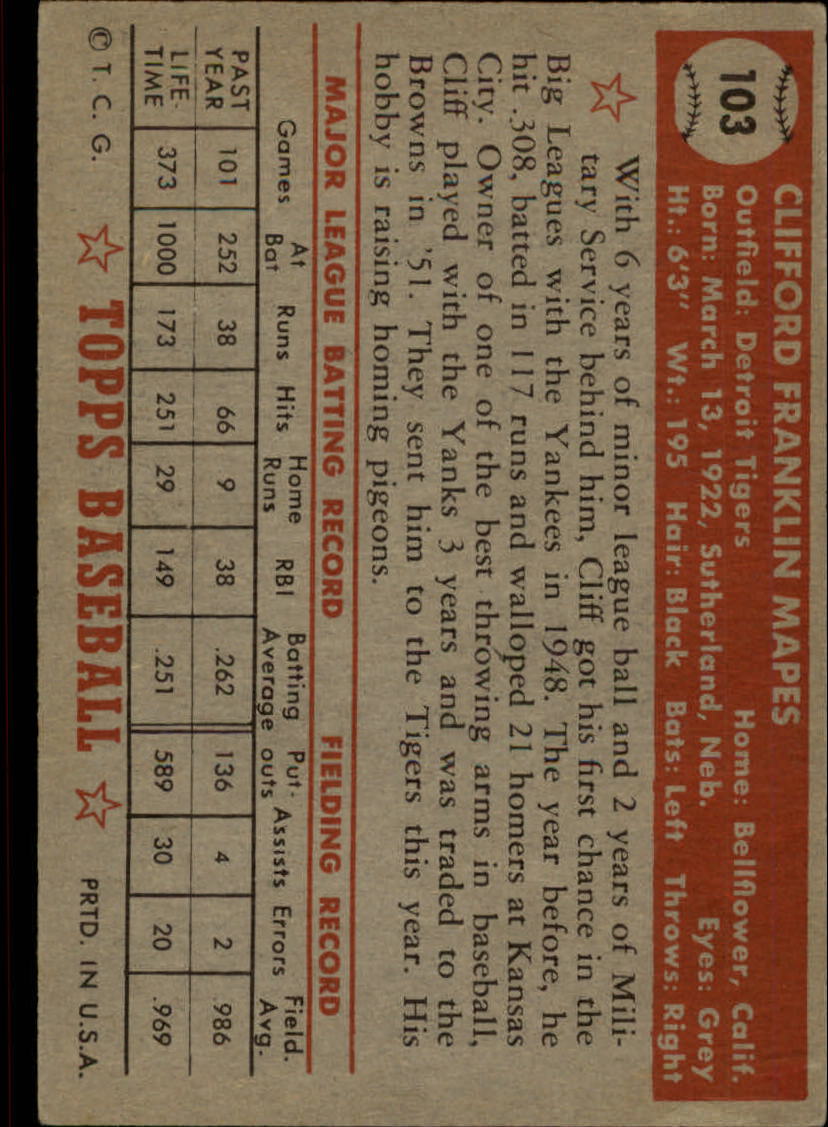 103
CLIFFORD FRANKLIN MAPES
Outfield: Detroit Tigers Home: Bellflower, Calif.
Born: March 13, 1922, Sutherland, Neb. Eyes: Grey
Ht.: 6'3" Wt.: 195 Hair: Black Bats: Left Throws: Right
With 6 years of minor league ball and 2 years of Mili-
tary Service behind him, Cliff got his first chance in the
Big Leagues with the Yankees in 1948. The year before, he
hit .308, batted in 117 runs and walloped 21 homers at Kansas
City. Owner of one of the best throwing arms in baseball,
Cliff played with the Yanks 3 years and was traded to the
Browns in '51. They sent him to the Tigers this year. His
hobby is raising homing pigeons.
MAJOR LEAGUE BATTING RECORD FIELDING RECORD
Games At Bat Runs Hits Home Runs RBI Batting Average Put-outs Assists Errors Field. Avg.
PAST YEAR 101 252 38 66 9 38 .262 136 4 2 .986
LIFE-TIME 373 1000 173 251 29 149 .251 589 30 20 .969
© T. C. G. TOPPS BASEBALL PRTD. IN U.S.A.